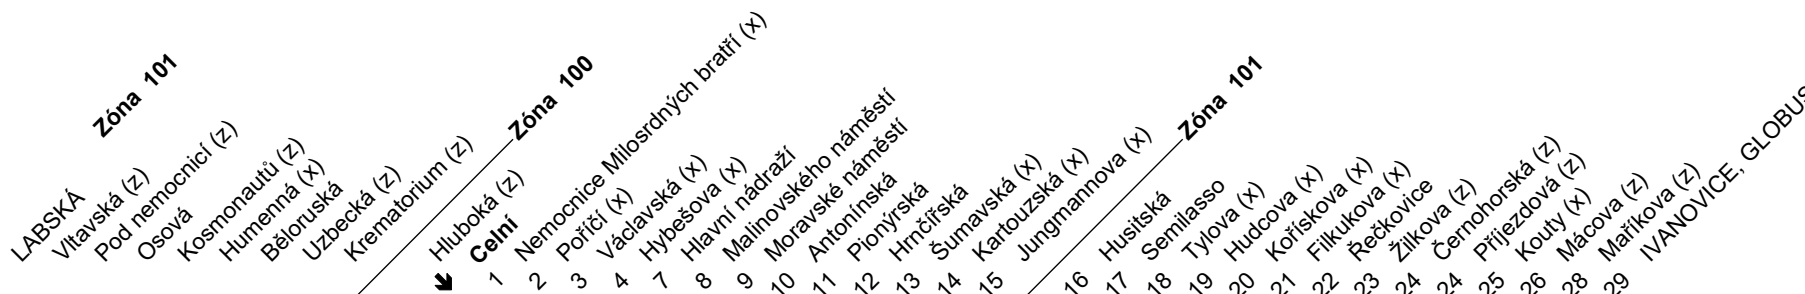 Zóna 101
LABSKÁ
Vltavská (z)
Pod nemocnicí (z)
Osová
Kosmonautů (z)
Humenná (x)
Běloruská
Uzbecká (z)
Krematorium (z)
Zóna 100
Hluboká (z)
🡻 Celní
1 Nemocnice Milosrdných bratří (x)
2 Poříčí (x)
3 Václavská (x)
4 Hybešova (x)
7 Hlavní nádraží
8 Malinovského náměstí
9 Moravské náměstí
10 Antonínská
11 Pionýrská
12 Hrnčířská
13 Šumavská (x)
14 Kartouzská (x)
15 Jungmannova (x)
Zóna 101
16 Husitská
17 Semilasso
18 Tylova (x)
19 Hudcova (x)
20 Kořískova (x)
21 Filkukova (x)
22 Řečkovice
23 Žilkova (z)
24 Černohorská (z)
24 Příjezdová (z)
25 Kouty (x)
26 Mácova (z)
28 Maříkova (z)
29 IVANOVICE, GLOBUS